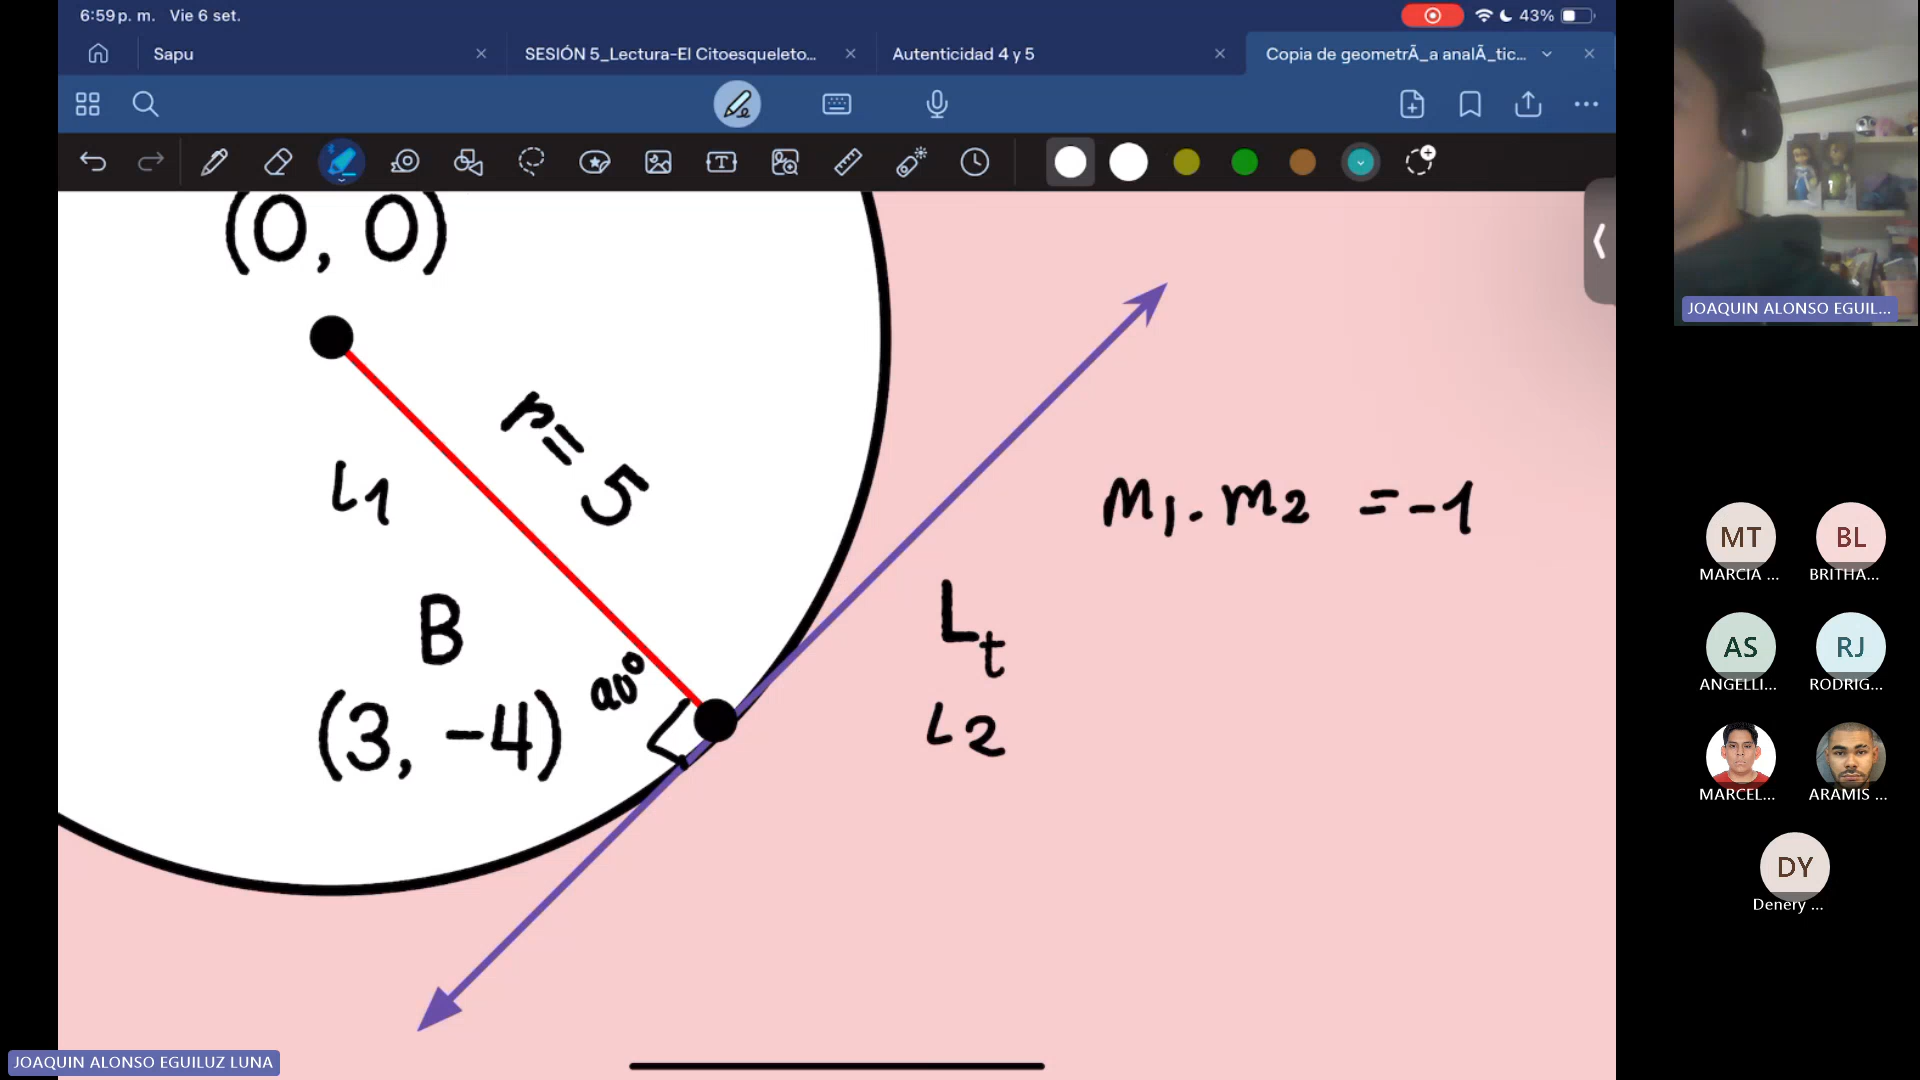 6:59 p. m. Vie 6 set.
43%
Sapu
SESIÓN 5_Lectura-El Citoesqueleto...
Autenticidad 4 y 5
Copia de geometrÃ_a analÃ_tic...
(0, 0)
r= 5
L1
B
90°
(3, -4)
m1 . m2 = -1
Lt
L2
JOAQUIN ALONSO EGUIL...
MT
MARCIA ...
BL
BRITHA...
AS
ANGELLI...
RJ
RODRIG...
MARCEL...
ARAMIS ...
DY
Denery ...
JOAQUIN ALONSO EGUILUZ LUNA